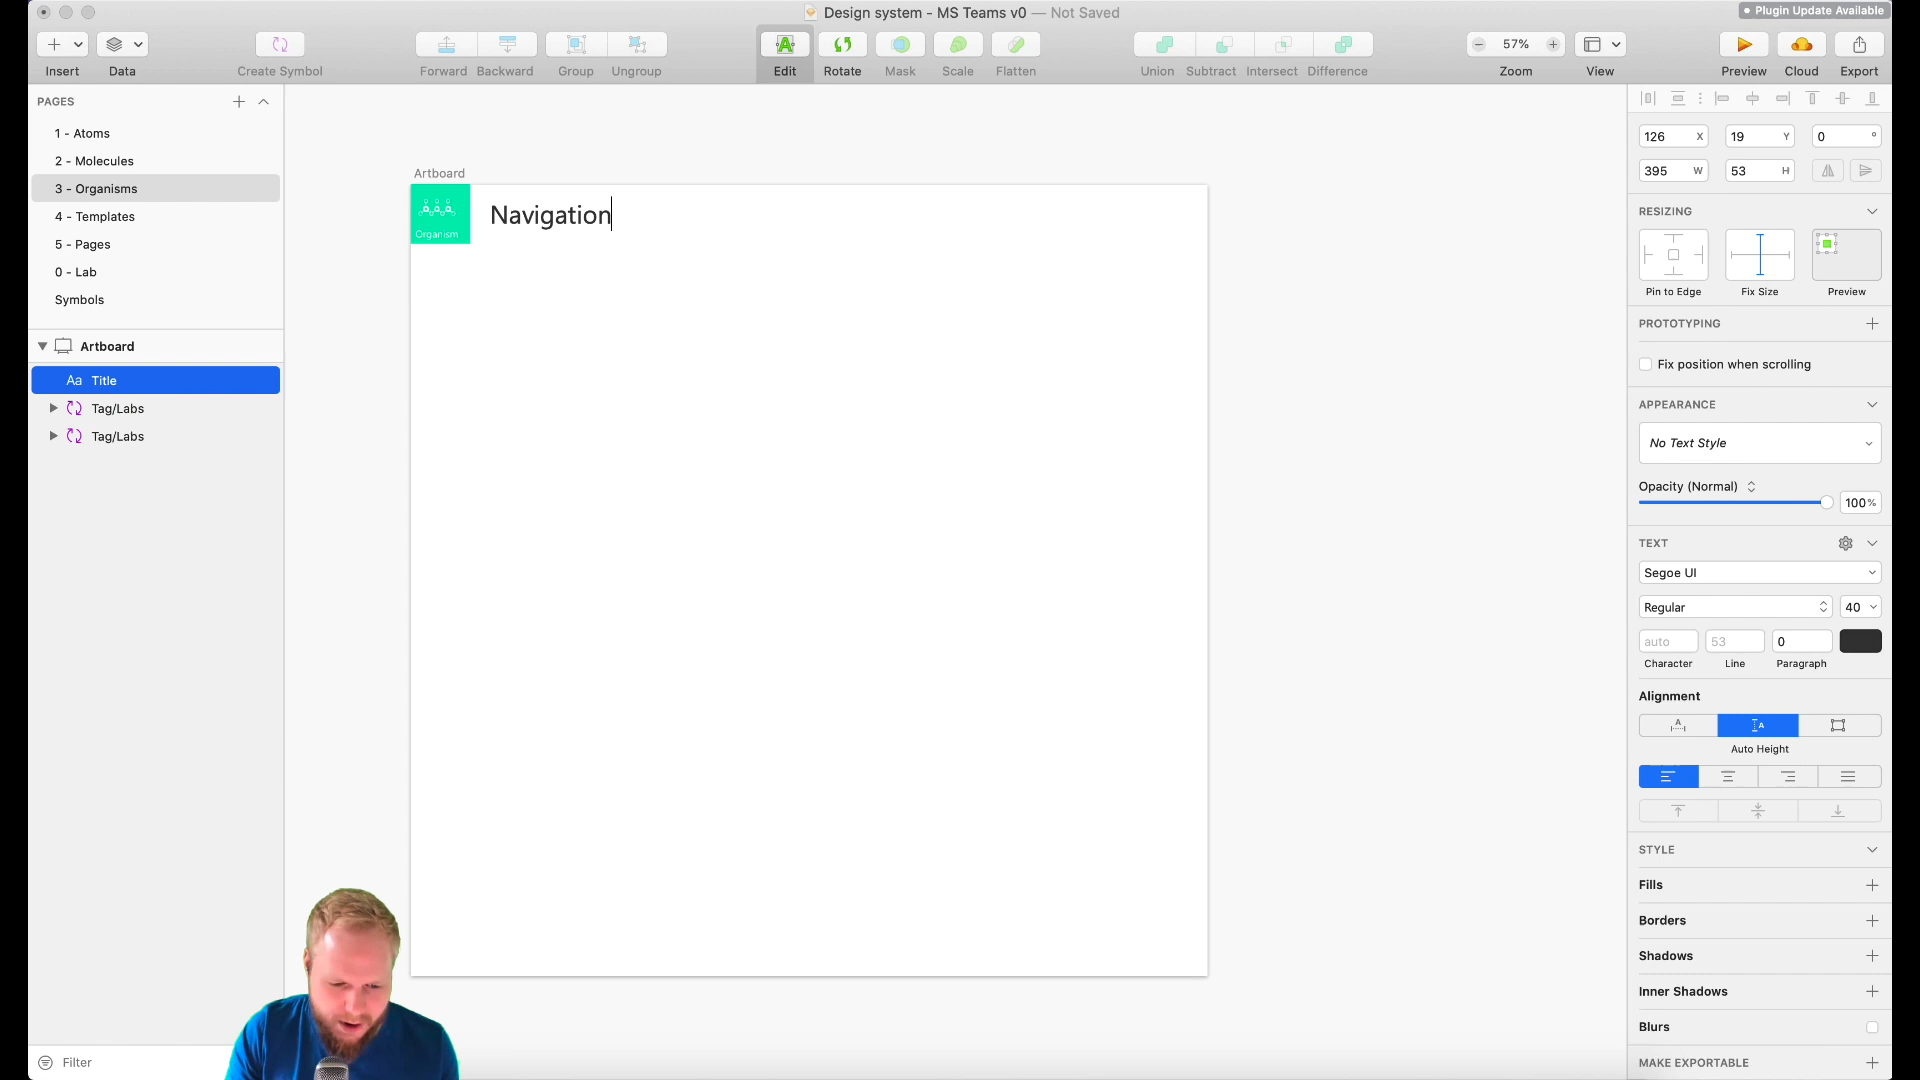 Design system - MS Teams v0 — Not Saved
Plugin Update Available
Insert
Data
Create Symbol
Forward
Backward
Group
Ungroup
Edit
Rotate
Mask
Scale
Flatten
Union
Subtract
Intersect
Difference
57%
Zoom
View
Preview
Cloud
Export
PAGES
1 - Atoms
2 - Molecules
3 - Organisms
4 - Templates
5 - Pages
0 - Lab
Symbols
Artboard
Aa Title
Tag/Labs
Tag/Labs
Filter
Artboard
Organism
Navigation
126 X
19 Y
0 °
395 W
53 H
RESIZING
Pin to Edge
Fix Size
Preview
PROTOTYPING
Fix position when scrolling
APPEARANCE
No Text Style
Opacity (Normal)
100%
TEXT
Segoe UI
Regular
40
auto
53
0
Character
Line
Paragraph
Alignment
Auto Height
STYLE
Fills
Borders
Shadows
Inner Shadows
Blurs
MAKE EXPORTABLE